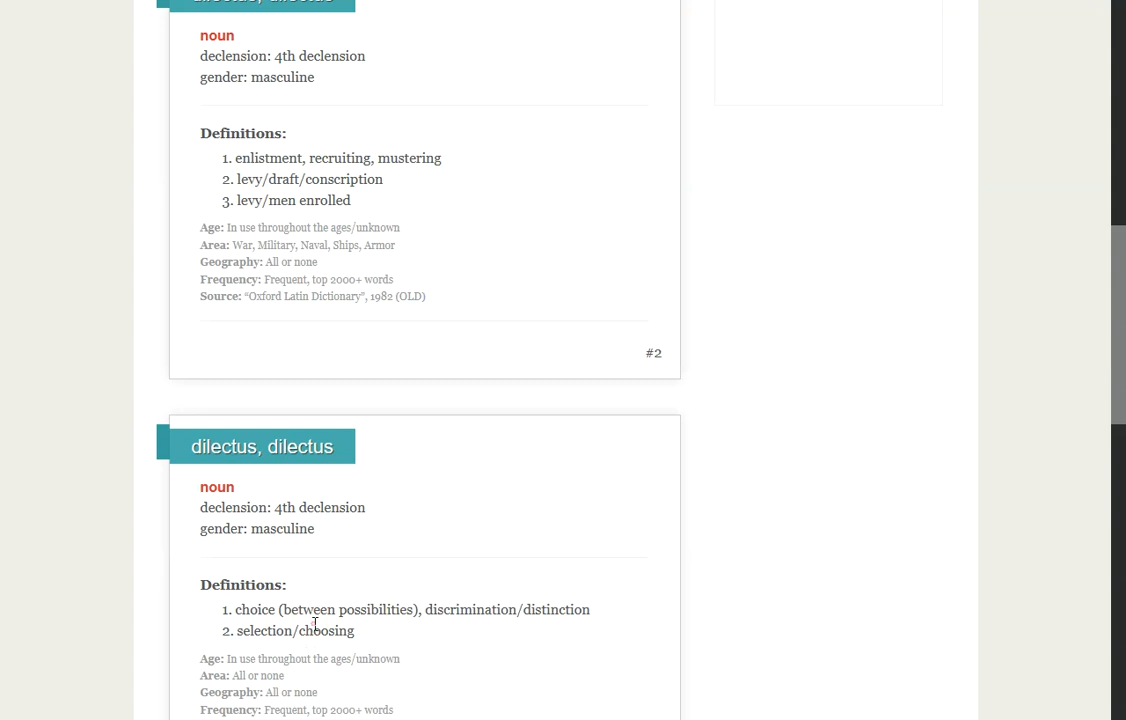 dilectus, dilectus
noun
declension: 4th declension
gender: masculine
Definitions:
1. enlistment, recruiting, mustering
2. levy/draft/conscription
3. levy/men enrolled
Age: In use throughout the ages/unknown
Area: War, Military, Naval, Ships, Armor
Geography: All or none
Frequency: Frequent, top 2000+ words
Source: “Oxford Latin Dictionary”, 1982 (OLD)
#2
dilectus, dilectus
noun
declension: 4th declension
gender: masculine
Definitions:
1. choice (between possibilities), discrimination/distinction
2. selection/choosing
Age: In use throughout the ages/unknown
Area: All or none
Geography: All or none
Frequency: Frequent, top 2000+ words